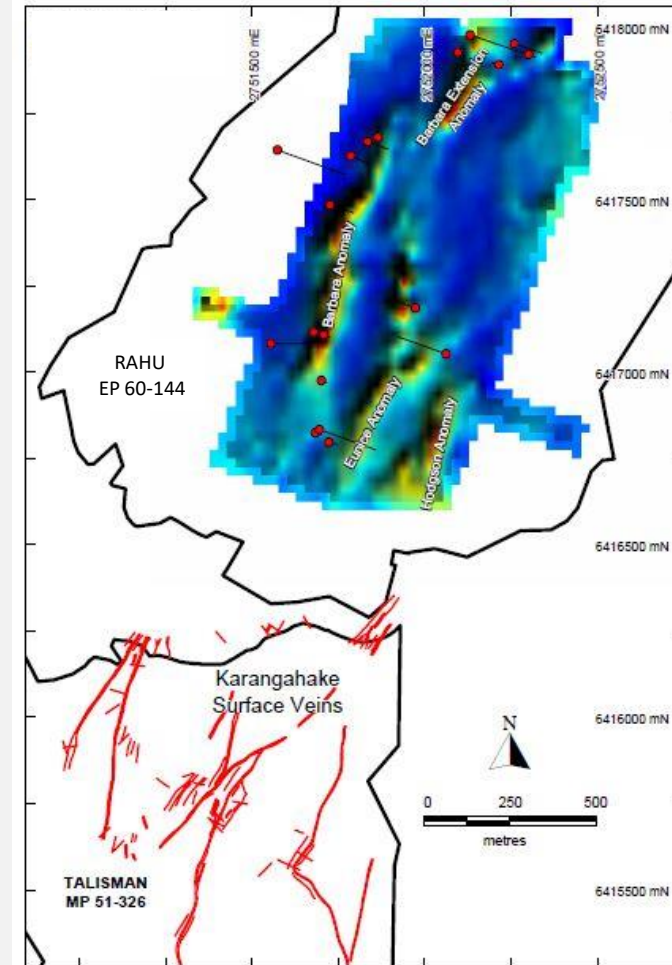 6418000 mN
2751500 mE
2752000 mE
2752500 mE
Barbara Extension
Anomaly
6417500 mN
Barbara Anomaly
RAHU
EP 60-144
6417000 mN
Eunice Anomaly
Hodgson Anomaly
6416500 mN
Karangahake
Surface Veins
6416000 mN
N
0 250 500
metres
TALISMAN
MP 51-326
6415500 mN